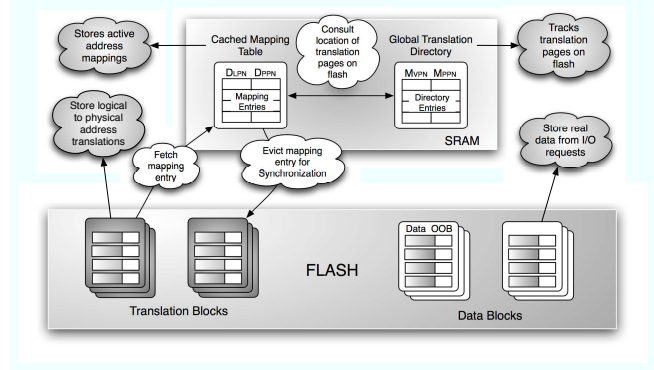 Stores active
address
mappings
Cached Mapping
Table
Consult
location of
translation
pages on
flash
Global Translation
Directory
Tracks
translation
pages on
flash
DLPN DPPN
Mapping
Entries
MVPN MPPN
Directory
Entries
SRAM
Store logical
to physical
address
translations
Fetch
mapping
entry
Evict mapping
entry for
Synchronization
Store real
data from I/O
requests
Data OOB
FLASH
Translation Blocks
Data Blocks